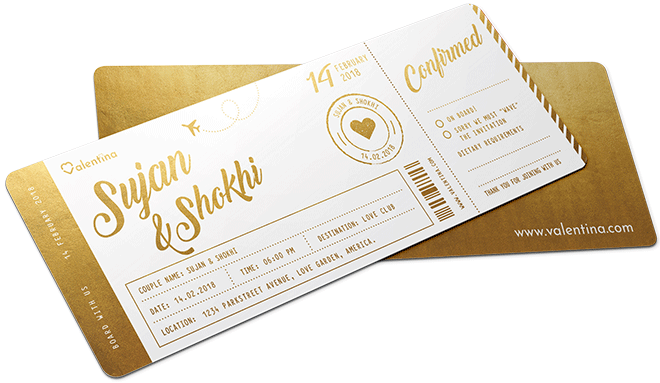 14 FEBRUARY
2018
Confirmed
SUJAN & SHOKHI
14.02.2018
ON BOARD!
SORRY WE MUST "WAVE"
THE INVITATION
DIETARY REQUIREMENTS
THANK YOU FOR JOINING WITH US
WWW.VALENTINA.COM
valentina
Sujan
& Shokhi
COUPLE NAME: SUJAN & SHOKHI
TIME: 06:00 PM
DESTINATION: LOVE CLUB
DATE: 14.02.2018
LOCATION: 1234 PARKSTREET AVENUE, LOVE GARDEN, AMERICA.
14 FEBRUARY 2018
BOARD WITH US
www.valentina.com